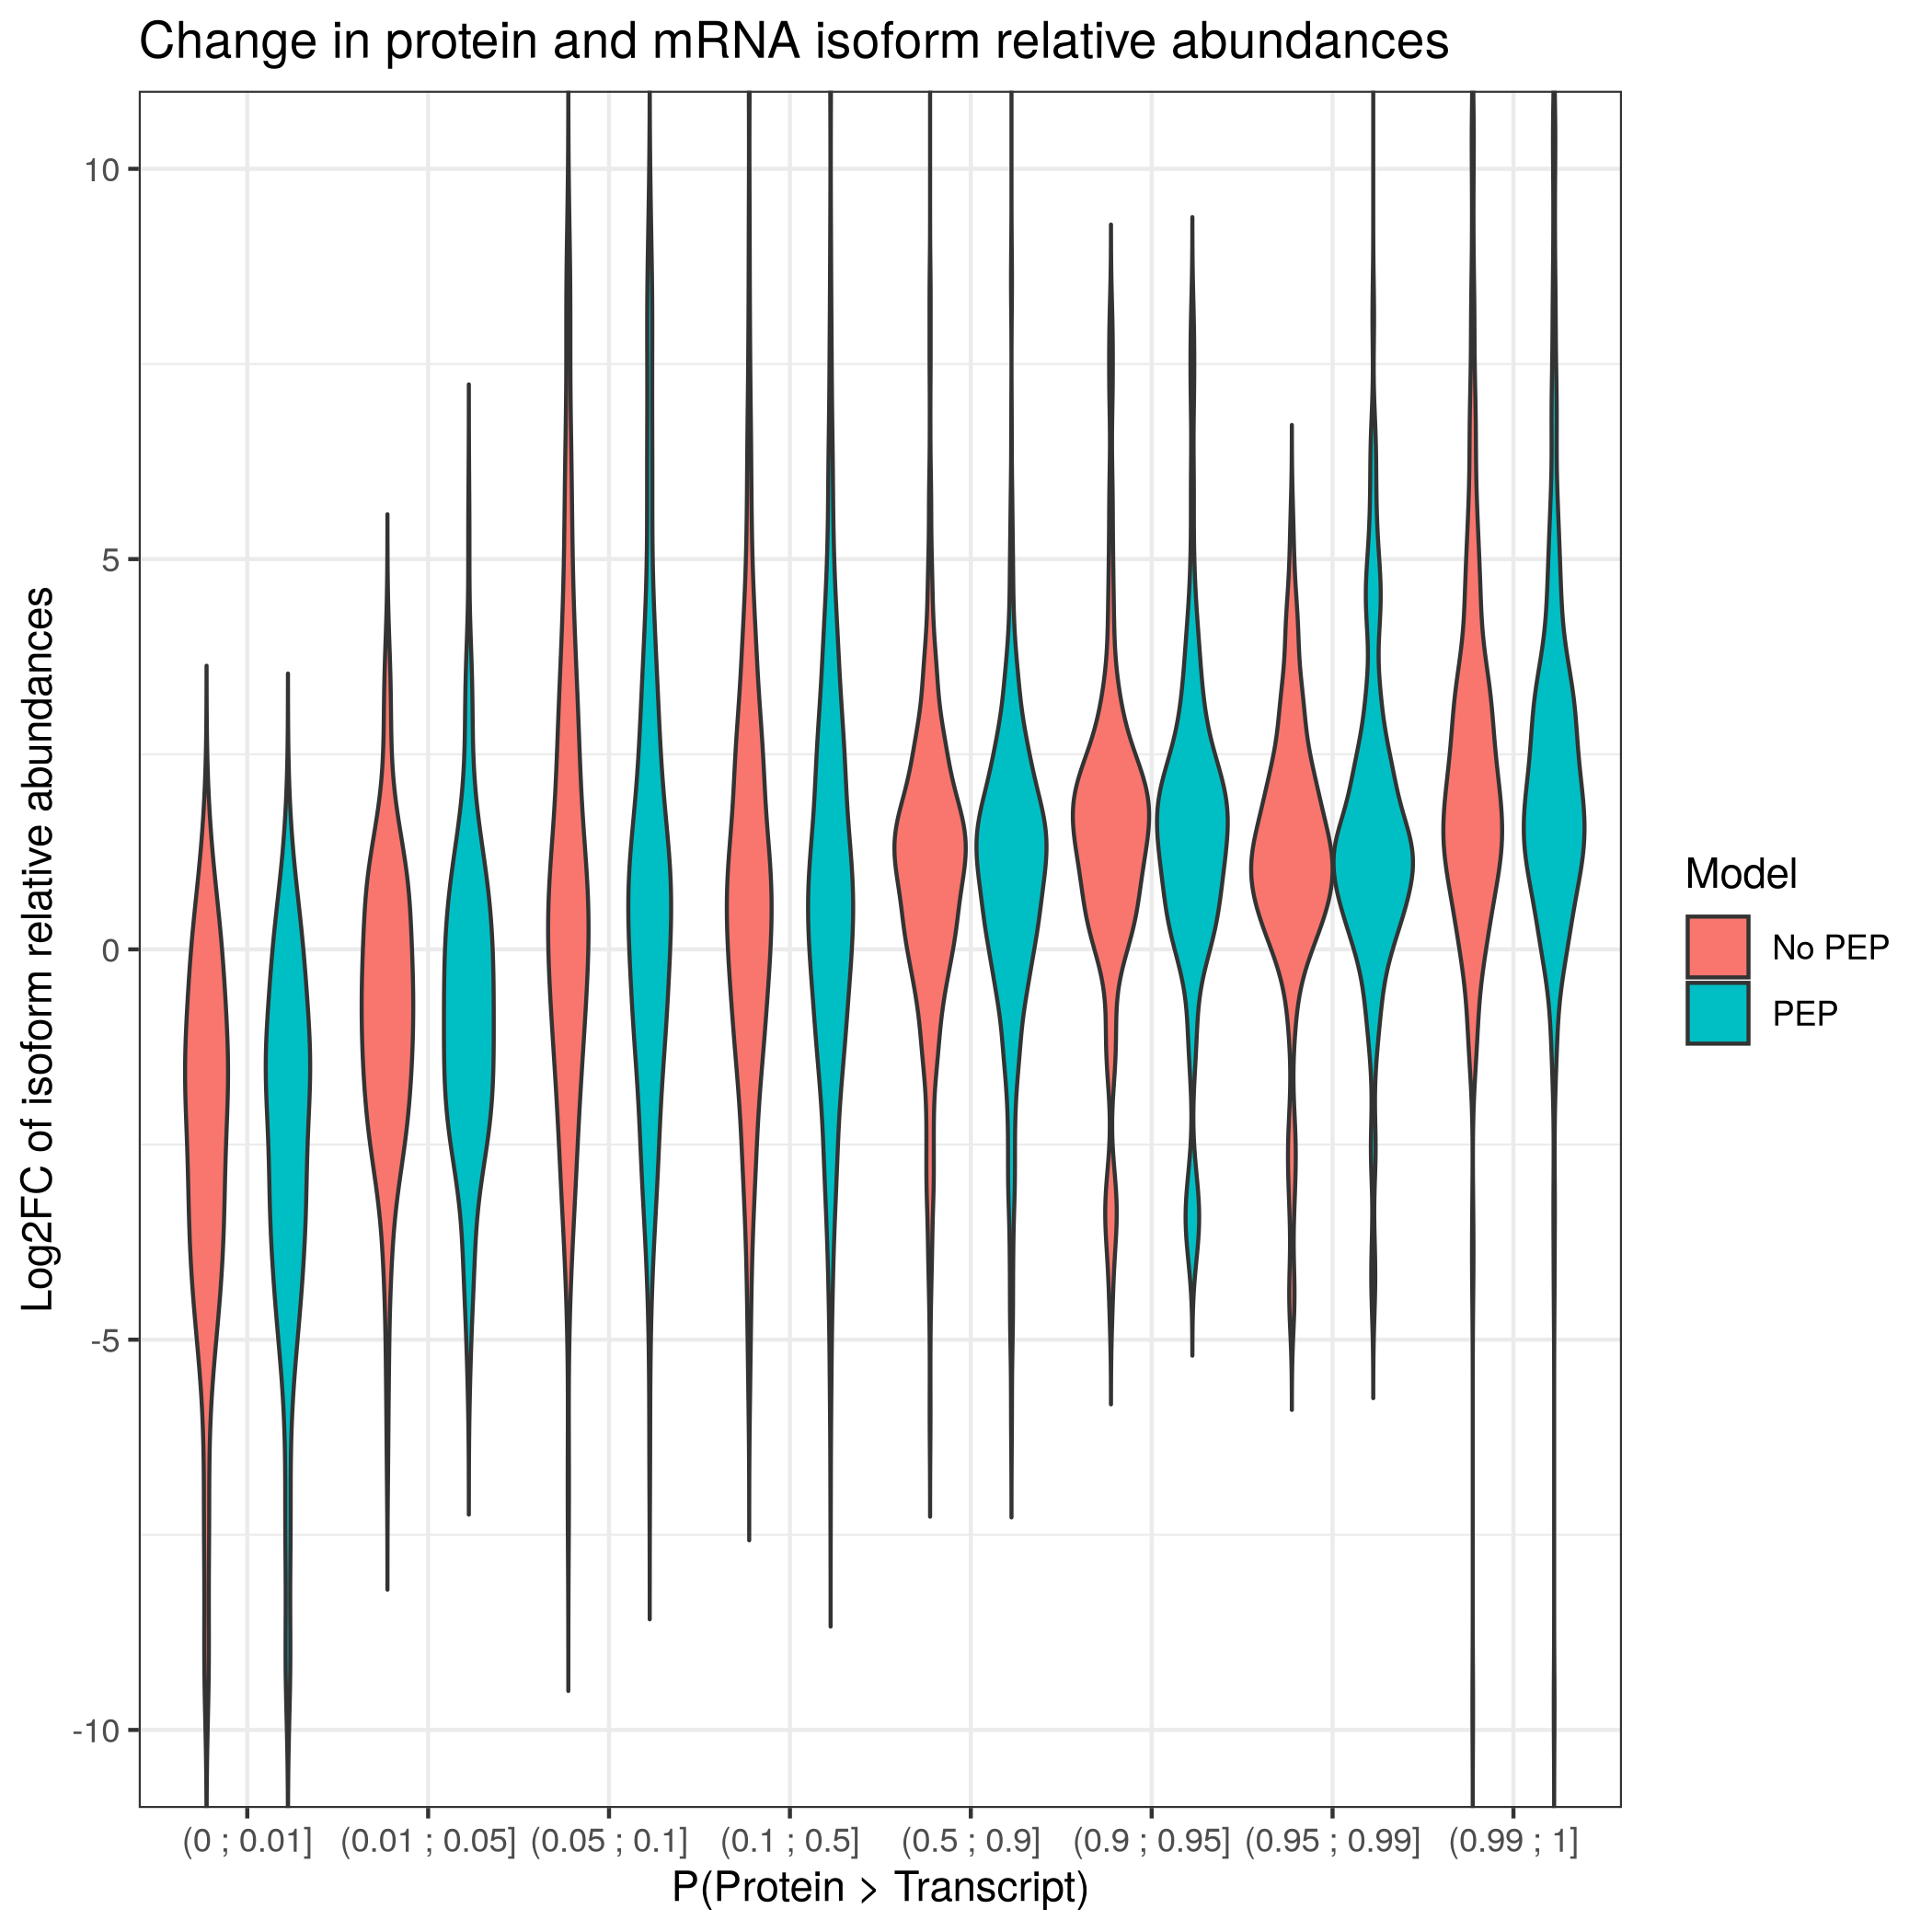 Change in protein and mRNA isoform relative abundances
Log2FC of isoform relative abundances
10
5
0
-5
-10
(0 ; 0.01]
(0.01 ; 0.05]
(0.05 ; 0.1]
(0.1 ; 0.5]
(0.5 ; 0.9]
(0.9 ; 0.95]
(0.95 ; 0.99]
(0.99 ; 1]
P(Protein > Transcript)
Model
No PEP
PEP